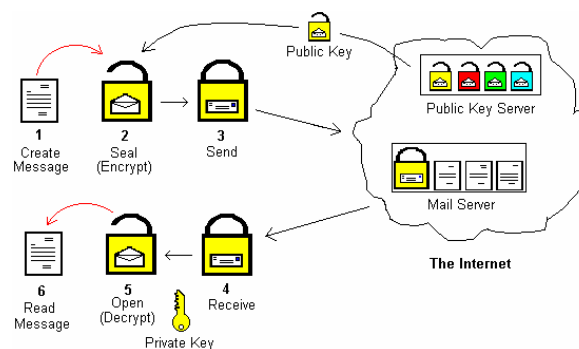 Public Key
Public Key Server
1
Create
Message
2
Seal
(Encrypt)
3
Send
Mail Server
The Internet
6
Read
Message
5
Open
(Decrypt)
4
Receive
Private Key